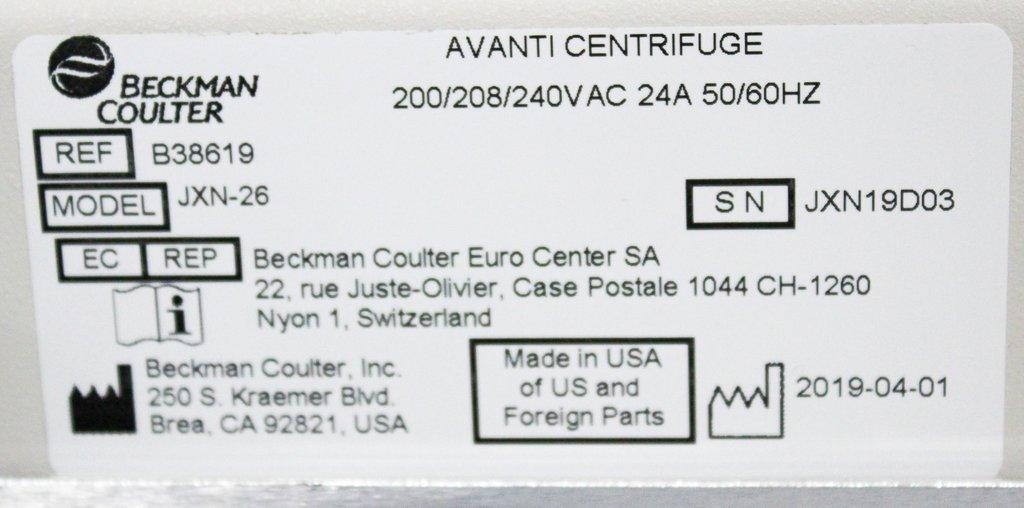 BECKMAN
COULTER
AVANTI CENTRIFUGE
200/208/240VAC 24A 50/60HZ
REF B38619
MODEL JXN-26
SN JXN19D03
EC REP Beckman Coulter Euro Center SA
22, rue Juste-Olivier, Case Postale 1044 CH-1260
Nyon 1, Switzerland
i
Beckman Coulter, Inc.
250 S. Kraemer Blvd.
Brea, CA 92821, USA
Made in USA
of US and
Foreign Parts
2019-04-01